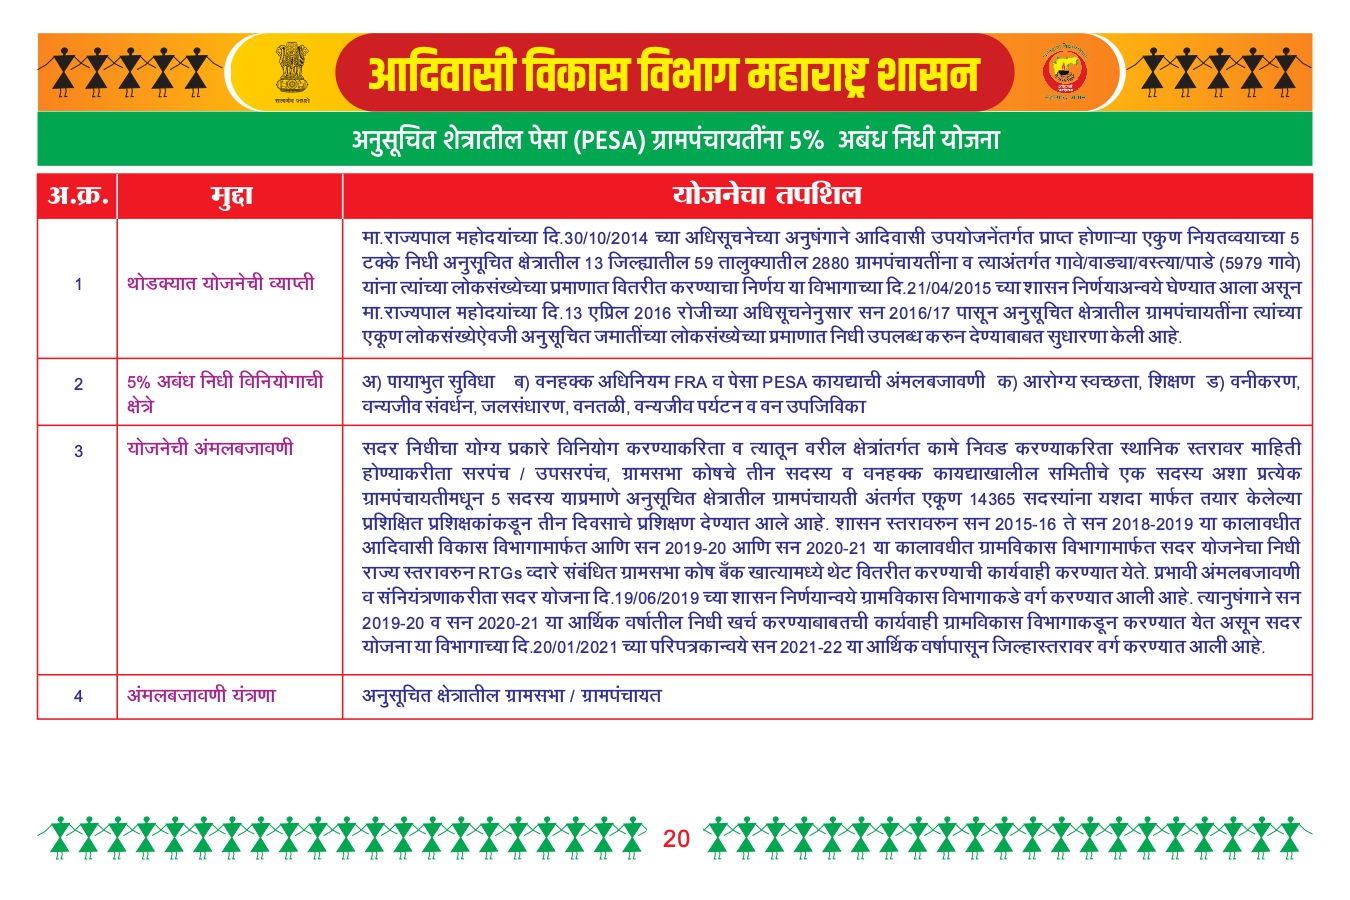 आदिवासी विकास विभाग महाराष्ट्र शासन
सत्यमेव जयते
अनुसूचित शेत्रातील पेसा (PESA) ग्रामपंचायतींना 5% अबंध निधी योजना
अ.क्र. मुद्दा योजनेचा तपशिल
1 थोडक्यात योजनेची व्याप्ती
मा.राज्यपाल महोदयांच्या दि.30/10/2014 च्या अधिसूचनेच्या अनुषंगाने आदिवासी उपयोजनेंतर्गत प्राप्त होणाऱ्या एकुण नियतव्वयाच्या 5
टक्के निधी अनुसूचित क्षेत्रातील 13 जिल्ह्यातील 59 तालुक्यातील 2880 ग्रामपंचायतींना व त्याअंतर्गत गावे/वाड्या/वस्त्या/पाडे (5979 गावे)
यांना त्यांच्या लोकसंख्येच्या प्रमाणात वितरीत करण्याचा निर्णय या विभागाच्या दि.21/04/2015 च्या शासन निर्णयाअन्वये घेण्यात आला असून
मा.राज्यपाल महोदयांच्या दि.13 एप्रिल 2016 रोजीच्या अधिसूचनेनुसार सन 2016/17 पासून अनुसूचित क्षेत्रातील ग्रामपंचायतींना त्यांच्या
एकूण लोकसंख्येऐवजी अनुसूचित जमातींच्या लोकसंख्येच्या प्रमाणात निधी उपलब्ध करुन देण्याबाबत सुधारणा केली आहे.
2 5% अबंध निधी विनियोगाची
क्षेत्रे
अ) पायाभुत सुविधा ब) वनहक्क अधिनियम FRA व पेसा PESA कायद्याची अंमलबजावणी क) आरोग्य स्वच्छता, शिक्षण ड) वनीकरण,
वन्यजीव संवर्धन, जलसंधारण, वनतळी, वन्यजीव पर्यटन व वन उपजिविका
3 योजनेची अंमलबजावणी
सदर निधीचा योग्य प्रकारे विनियोग करण्याकरिता व त्यातून वरील क्षेत्रांतर्गत कामे निवड करण्याकरिता स्थानिक स्तरावर माहिती
होण्याकरीता सरपंच / उपसरपंच, ग्रामसभा कोषचे तीन सदस्य व वनहक्क कायद्याखालील समितीचे एक सदस्य अशा प्रत्येक
ग्रामपंचायतीमधून 5 सदस्य याप्रमाणे अनुसूचित क्षेत्रातील ग्रामपंचायती अंतर्गत एकूण 14365 सदस्यांना यशदा मार्फत तयार केलेल्या
प्रशिक्षित प्रशिक्षकांकडून तीन दिवसाचे प्रशिक्षण देण्यात आले आहे. शासन स्तरावरुन सन 2015-16 ते सन 2018-2019 या कालावधीत
आदिवासी विकास विभागामार्फत आणि सन 2019-20 आणि सन 2020-21 या कालावधीत ग्रामविकास विभागामार्फत सदर योजनेचा निधी
राज्य स्तरावरुन RTGs व्दारे संबंधित ग्रामसभा कोष बँक खात्यामध्ये थेट वितरीत करण्याची कार्यवाही करण्यात येते. प्रभावी अंमलबजावणी
व संनियंत्रणाकरीता सदर योजना दि.19/06/2019 च्या शासन निर्णयान्वये ग्रामविकास विभागाकडे वर्ग करण्यात आली आहे. त्यानुषंगाने सन
2019-20 व सन 2020-21 या आर्थिक वर्षातील निधी खर्च करण्याबाबतची कार्यवाही ग्रामविकास विभागाकडून करण्यात येत असून सदर
योजना या विभागाच्या दि.20/01/2021 च्या परिपत्रकान्वये सन 2021-22 या आर्थिक वर्षापासून जिल्हास्तरावर वर्ग करण्यात आली आहे.
4 अंमलबजावणी यंत्रणा
अनुसूचित क्षेत्रातील ग्रामसभा / ग्रामपंचायत
20